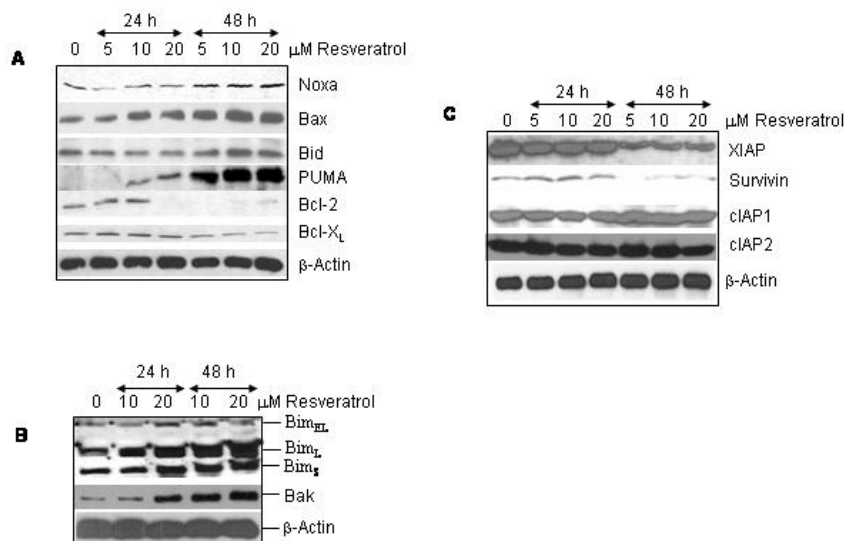 A
24 h 48 h
0 5 10 20 5 10 20 μM Resveratrol
Noxa
Bax
Bid
PUMA
Bcl-2
Bcl-XL
β-Actin
B
24 h 48 h
0 10 20 10 20 μM Resveratrol
BimEL
BimL
BimS
Bak
β-Actin
C
24 h 48 h
0 5 10 20 5 10 20 μM Resveratrol
XIAP
Survivin
cIAP1
cIAP2
β-Actin